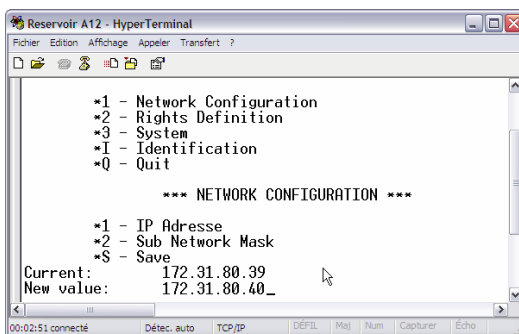 Reservoir A12 - HyperTerminal
Fichier Edition Affichage Appeler Transfert ?
*1 - Network Configuration
*2 - Rights Definition
*3 - System
*I - Identification
*Q - Quit
*** NETWORK CONFIGURATION ***
*1 - IP Adresse
*2 - Sub Network Mask
*S - Save
Current: 172.31.80.39
New value: 172.31.80.40_
00:02:51 connecté Détec. auto TCP/IP DÉFIL Maj Num Capturer Écho